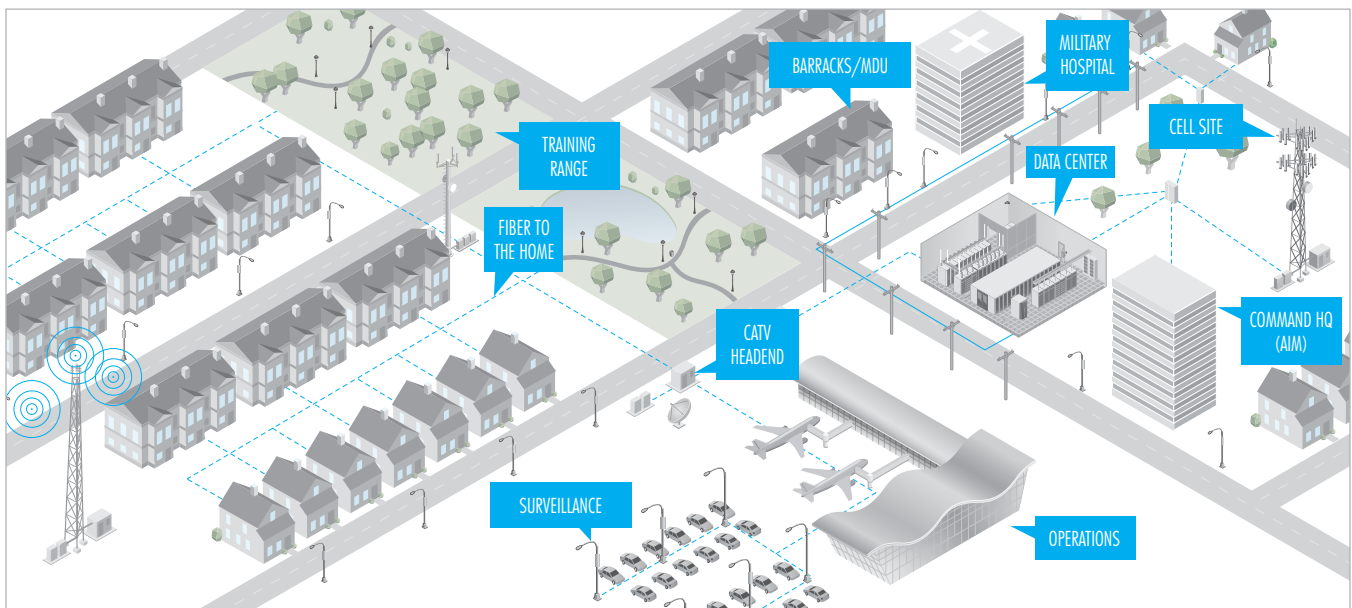 BARRACKS/MDU
MILITARY
HOSPITAL
CELL SITE
TRAINING
RANGE
DATA CENTER
FIBER TO
THE HOME
CATV
HEADEND
COMMAND HQ
(AIM)
SURVEILLANCE
OPERATIONS